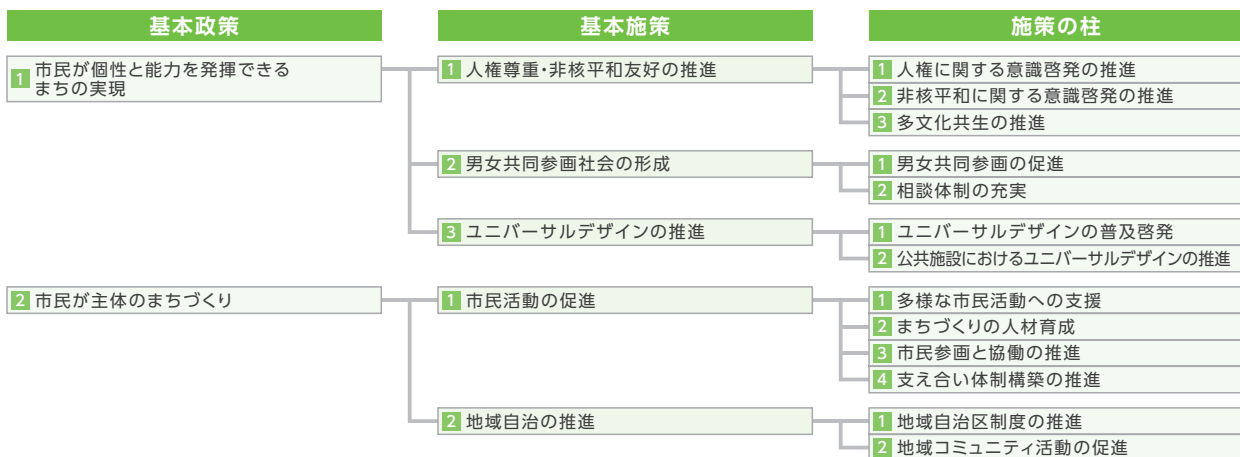 基本政策
基本施策
施策の柱
1 市民が個性と能力を発揮できる
まちの実現
1 人権尊重・非核平和友好の推進
1 人権に関する意識啓発の推進
2 非核平和に関する意識啓発の推進
3 多文化共生の推進
2 男女共同参画社会の形成
1 男女共同参画の促進
2 相談体制の充実
3 ユニバーサルデザインの推進
1 ユニバーサルデザインの普及啓発
2 公共施設におけるユニバーサルデザインの推進
2 市民が主体のまちづくり
1 市民活動の促進
1 多様な市民活動への支援
2 まちづくりの人材育成
3 市民参画と協働の推進
4 支え合い体制構築の推進
2 地域自治の推進
1 地域自治区制度の推進
2 地域コミュニティ活動の促進